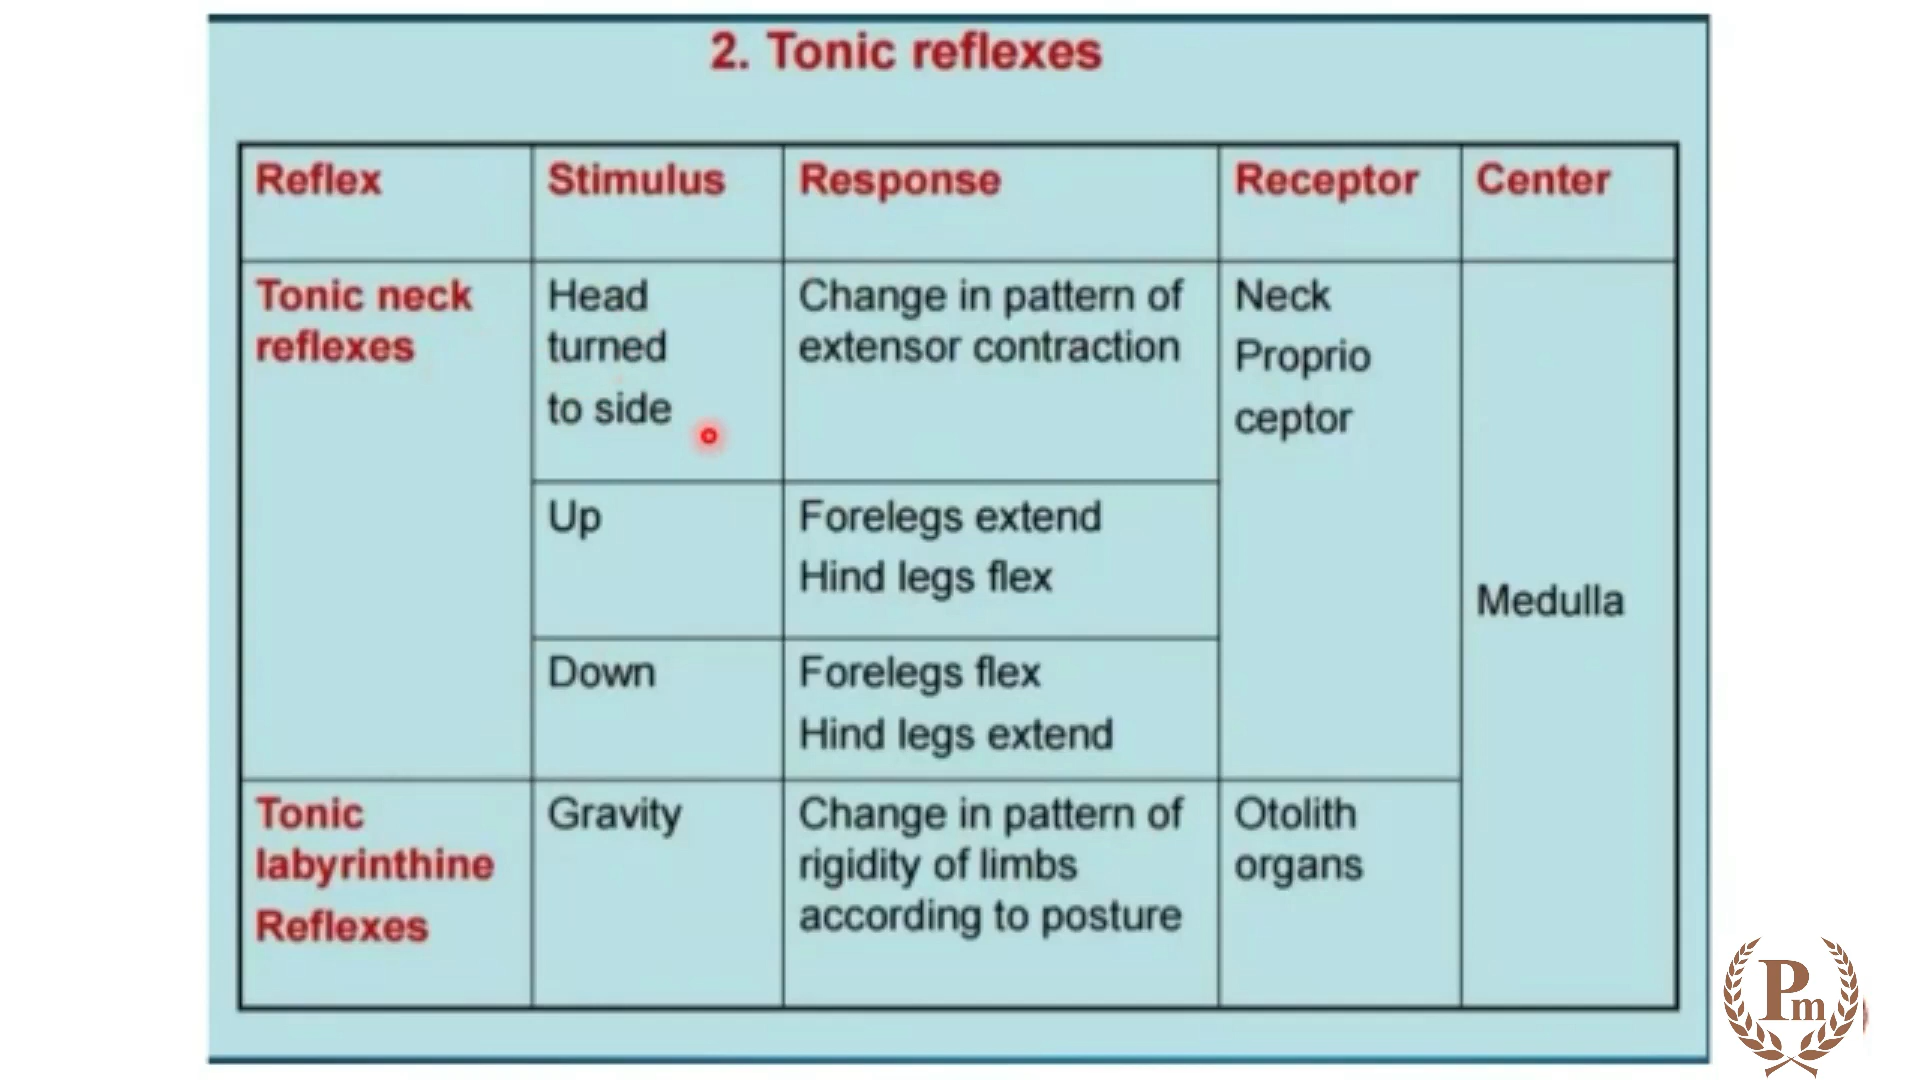 2. Tonic reflexes
Reflex
Stimulus
Response
Receptor
Center
Tonic neck
reflexes
Head
turned
to side
Change in pattern of
extensor contraction
Neck
Proprio
ceptor
Medulla
Up
Forelegs extend
Hind legs flex
Down
Forelegs flex
Hind legs extend
Tonic
labyrinthine
Reflexes
Gravity
Change in pattern of
rigidity of limbs
according to posture
Otolith
organs
Pm